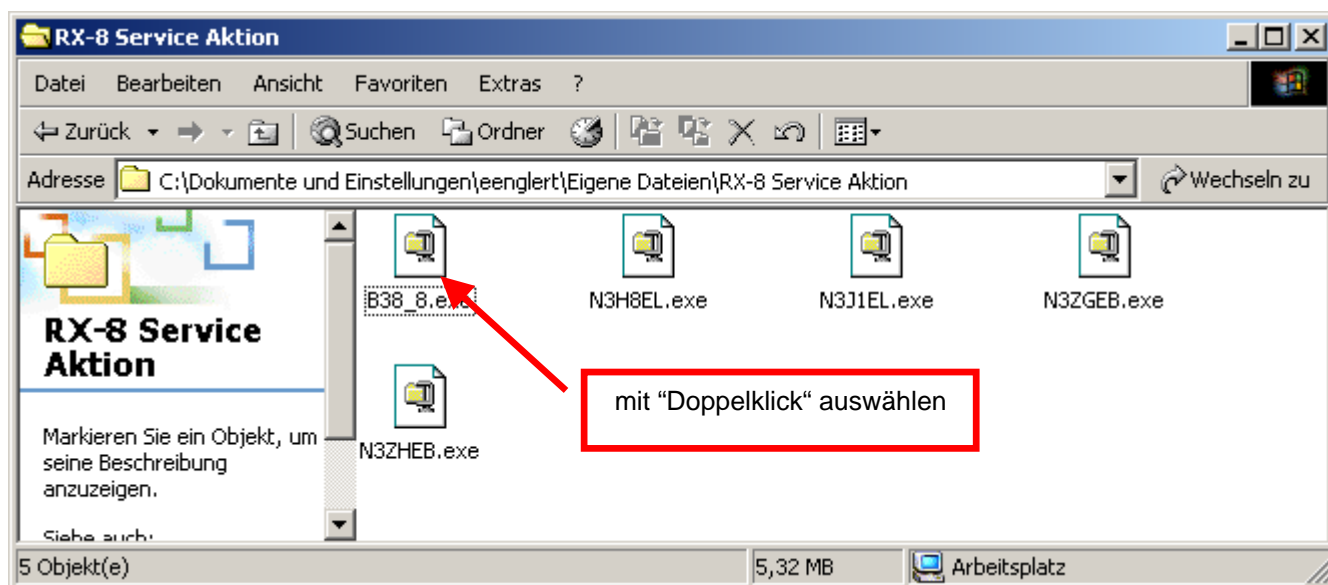 RX-8 Service Aktion
Datei Bearbeiten Ansicht Favoriten Extras ?
Zurück Suchen Ordner
Adresse C:\Dokumente und Einstellungen\eenglert\Eigene Dateien\RX-8 Service Aktion Wechseln zu
B38_8.exe N3H8EL.exe N3J1EL.exe N3ZGEB.exe
RX-8 Service
Aktion
mit “Doppelklick“ auswählen
Markieren Sie ein Objekt, um
seine Beschreibung
anzuzeigen.
N3ZHEB.exe
Siehe auch:
5 Objekt(e) 5,32 MB Arbeitsplatz